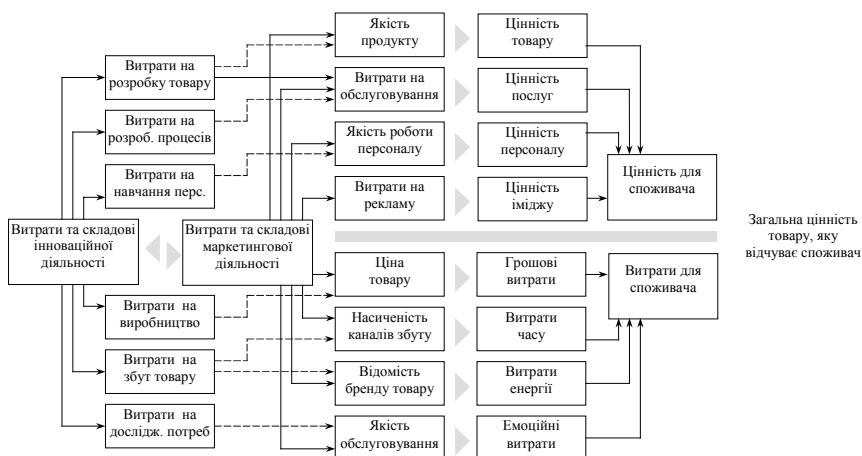 Витрати та складові
інноваційної
діяльності
Витрати на
розробку товару
Витрати на
розроб. процесів
Витрати на
навчання перс.
Витрати на
виробництво
Витрати на
збут товару
Витрати на
дослідж. потреб
Витрати та складові
маркетингової
діяльності
Якість
продукту
Витрати на
обслуговування
Якість роботи
персоналу
Витрати на
рекламу
Ціна
товару
Насиченість
каналів збуту
Відомість
бренду товару
Якість
обслуговування
Цінність
товару
Цінність
послуг
Цінність
персоналу
Цінність
іміджу
Грошові
витрати
Витрати
часу
Витрати
енергії
Емоційні
витрати
Цінність для
споживача
Витрати для
споживача
Загальна цінність
товару, яку
відчуває споживач